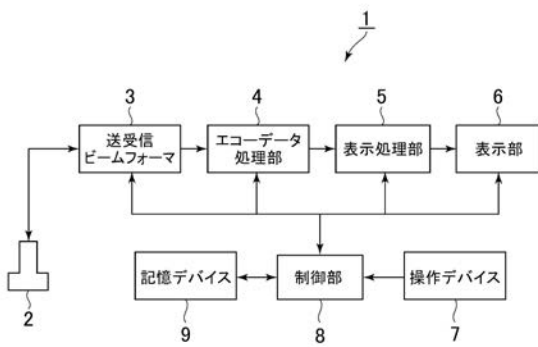 1
3
4
5
6
送受信
ビームフォーマ
エコーデータ
処理部
表示処理部
表示部
2
記憶デバイス
制御部
操作デバイス
9
8
7